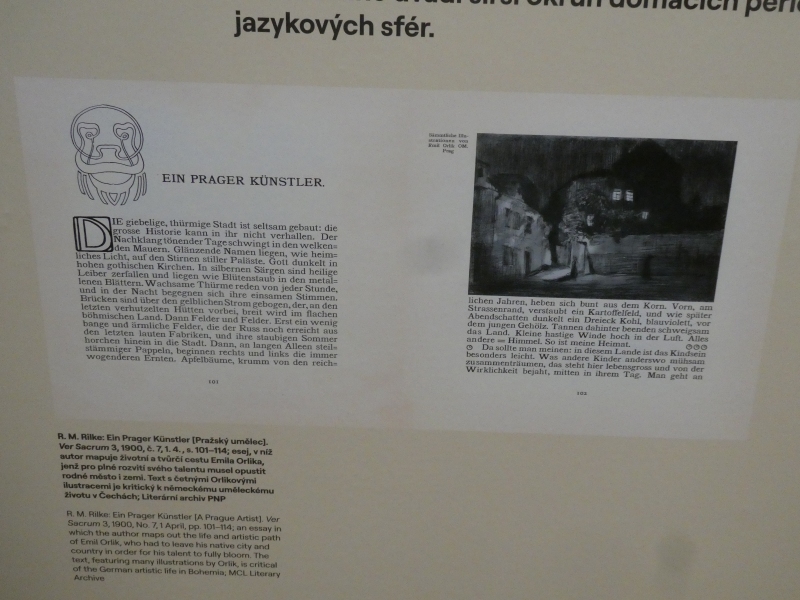 jazykových sfér.
EIN PRAGER KÜNSTLER.
DIE giebelige, thürmige Stadt ist seltsam gebaut: die
grosse Historie kann in ihr nicht verhallen. Der
Nachklang tönender Tage schwingt in den welken=
den Mauern. Glänzende Namen liegen, wie heim=
liches Licht, auf den Stirnen stiller Paläste. Gott dunkelt in
hohen gothischen Kirchen. In silbernen Särgen sind heilige
Leiber zerfallen und liegen wie Blütenstaub in den metal=
lenen Blättern. Wachsame Thürme reden von jeder Stunde,
und in der Nacht begegnen sich ihre einsamen Stimmen.
Brücken sind über den gelblichen Strom gebogen, der, an den
letzten verhutzelten Hütten vorbei, breit wird im flachen
böhmischen Land. Dann Felder und Felder. Erst ein wenig
bange und ärmliche Felder, die der Russ noch erreicht aus
den letzten lauten Fabriken, und ihre staubigen Sommer
horchen hinein in die Stadt. Dann, an langen Alleen steil=
stämmiger Pappeln, beginnen rechts und links die immer
wogenderen Ernten. Apfelbäume, krumm von den reich=
101
Sämmtliche Illu-
strationen von
Emil Orlik OM.
Prag
lichen Jahren, heben sich bunt aus dem Korn. Vorn, am
Strassenrand, verstaubt ein Kartoffelfeld, und wie später
Abendschatten dunkelt ein Dreieck Kohl, blauviolett, vor
dem jungen Gehölz. Tannen dahinter beenden schweigsam
das Land. Kleine hastige Winde hoch in der Luft. Alles
andere = Himmel. So ist meine Heimat.
Da sollte man meinen: in diesem Lande ist das Kindsein
besonders leicht. Was andere Kinder anderswo mühsam
zusammenträumen, das steht hier lebensgross und von der
Wirklichkeit bejaht, mitten in ihrem Tag. Man geht an
102
R. M. Rilke: Ein Prager Künstler [Pražský umělec].
Ver Sacrum 3, 1900, č. 7, 1. 4. , s. 101–114; esej, v níž
autor mapuje životní a tvůrčí cestu Emila Orlika,
jenž pro plné rozvití svého talentu musel opustit
rodné město i zemi. Text s četnými Orlikovými
ilustracemi je kritický k německému uměleckému
životu v Čechách; Literární archiv PNP
R. M. Rilke: Ein Prager Künstler [A Prague Artist]. Ver
Sacrum 3, 1900, No. 7, 1 April, pp. 101–114; an essay in
which the author maps out the life and artistic path
of Emil Orlik, who had to leave his native city and
country in order for his talent to fully bloom. The
text, featuring many illustrations by Orlik, is critical
of the German artistic life in Bohemia; MCL Literary
Archive